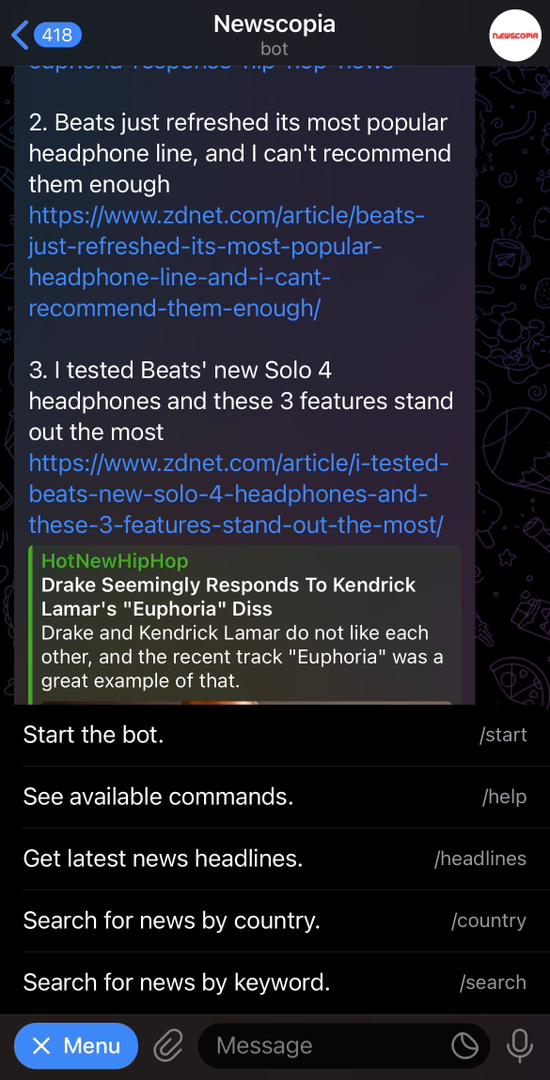 418
Newscopia
bot
NEWSCOPIA
euphoria-response-hip-hop-news
2. Beats just refreshed its most popular
headphone line, and I can't recommend
them enough
https://www.zdnet.com/article/beats-
just-refreshed-its-most-popular-
headphone-line-and-i-cant-
recommend-them-enough/
3. I tested Beats' new Solo 4
headphones and these 3 features stand
out the most
https://www.zdnet.com/article/i-tested-
beats-new-solo-4-headphones-and-
these-3-features-stand-out-the-most/
HotNewHipHop
Drake Seemingly Responds To Kendrick
Lamar's "Euphoria" Diss
Drake and Kendrick Lamar do not like each
other, and the recent track "Euphoria" was a
great example of that.
Start the bot. /start
See available commands. /help
Get latest news headlines. /headlines
Search for news by country. /country
Search for news by keyword. /search
Menu
Message